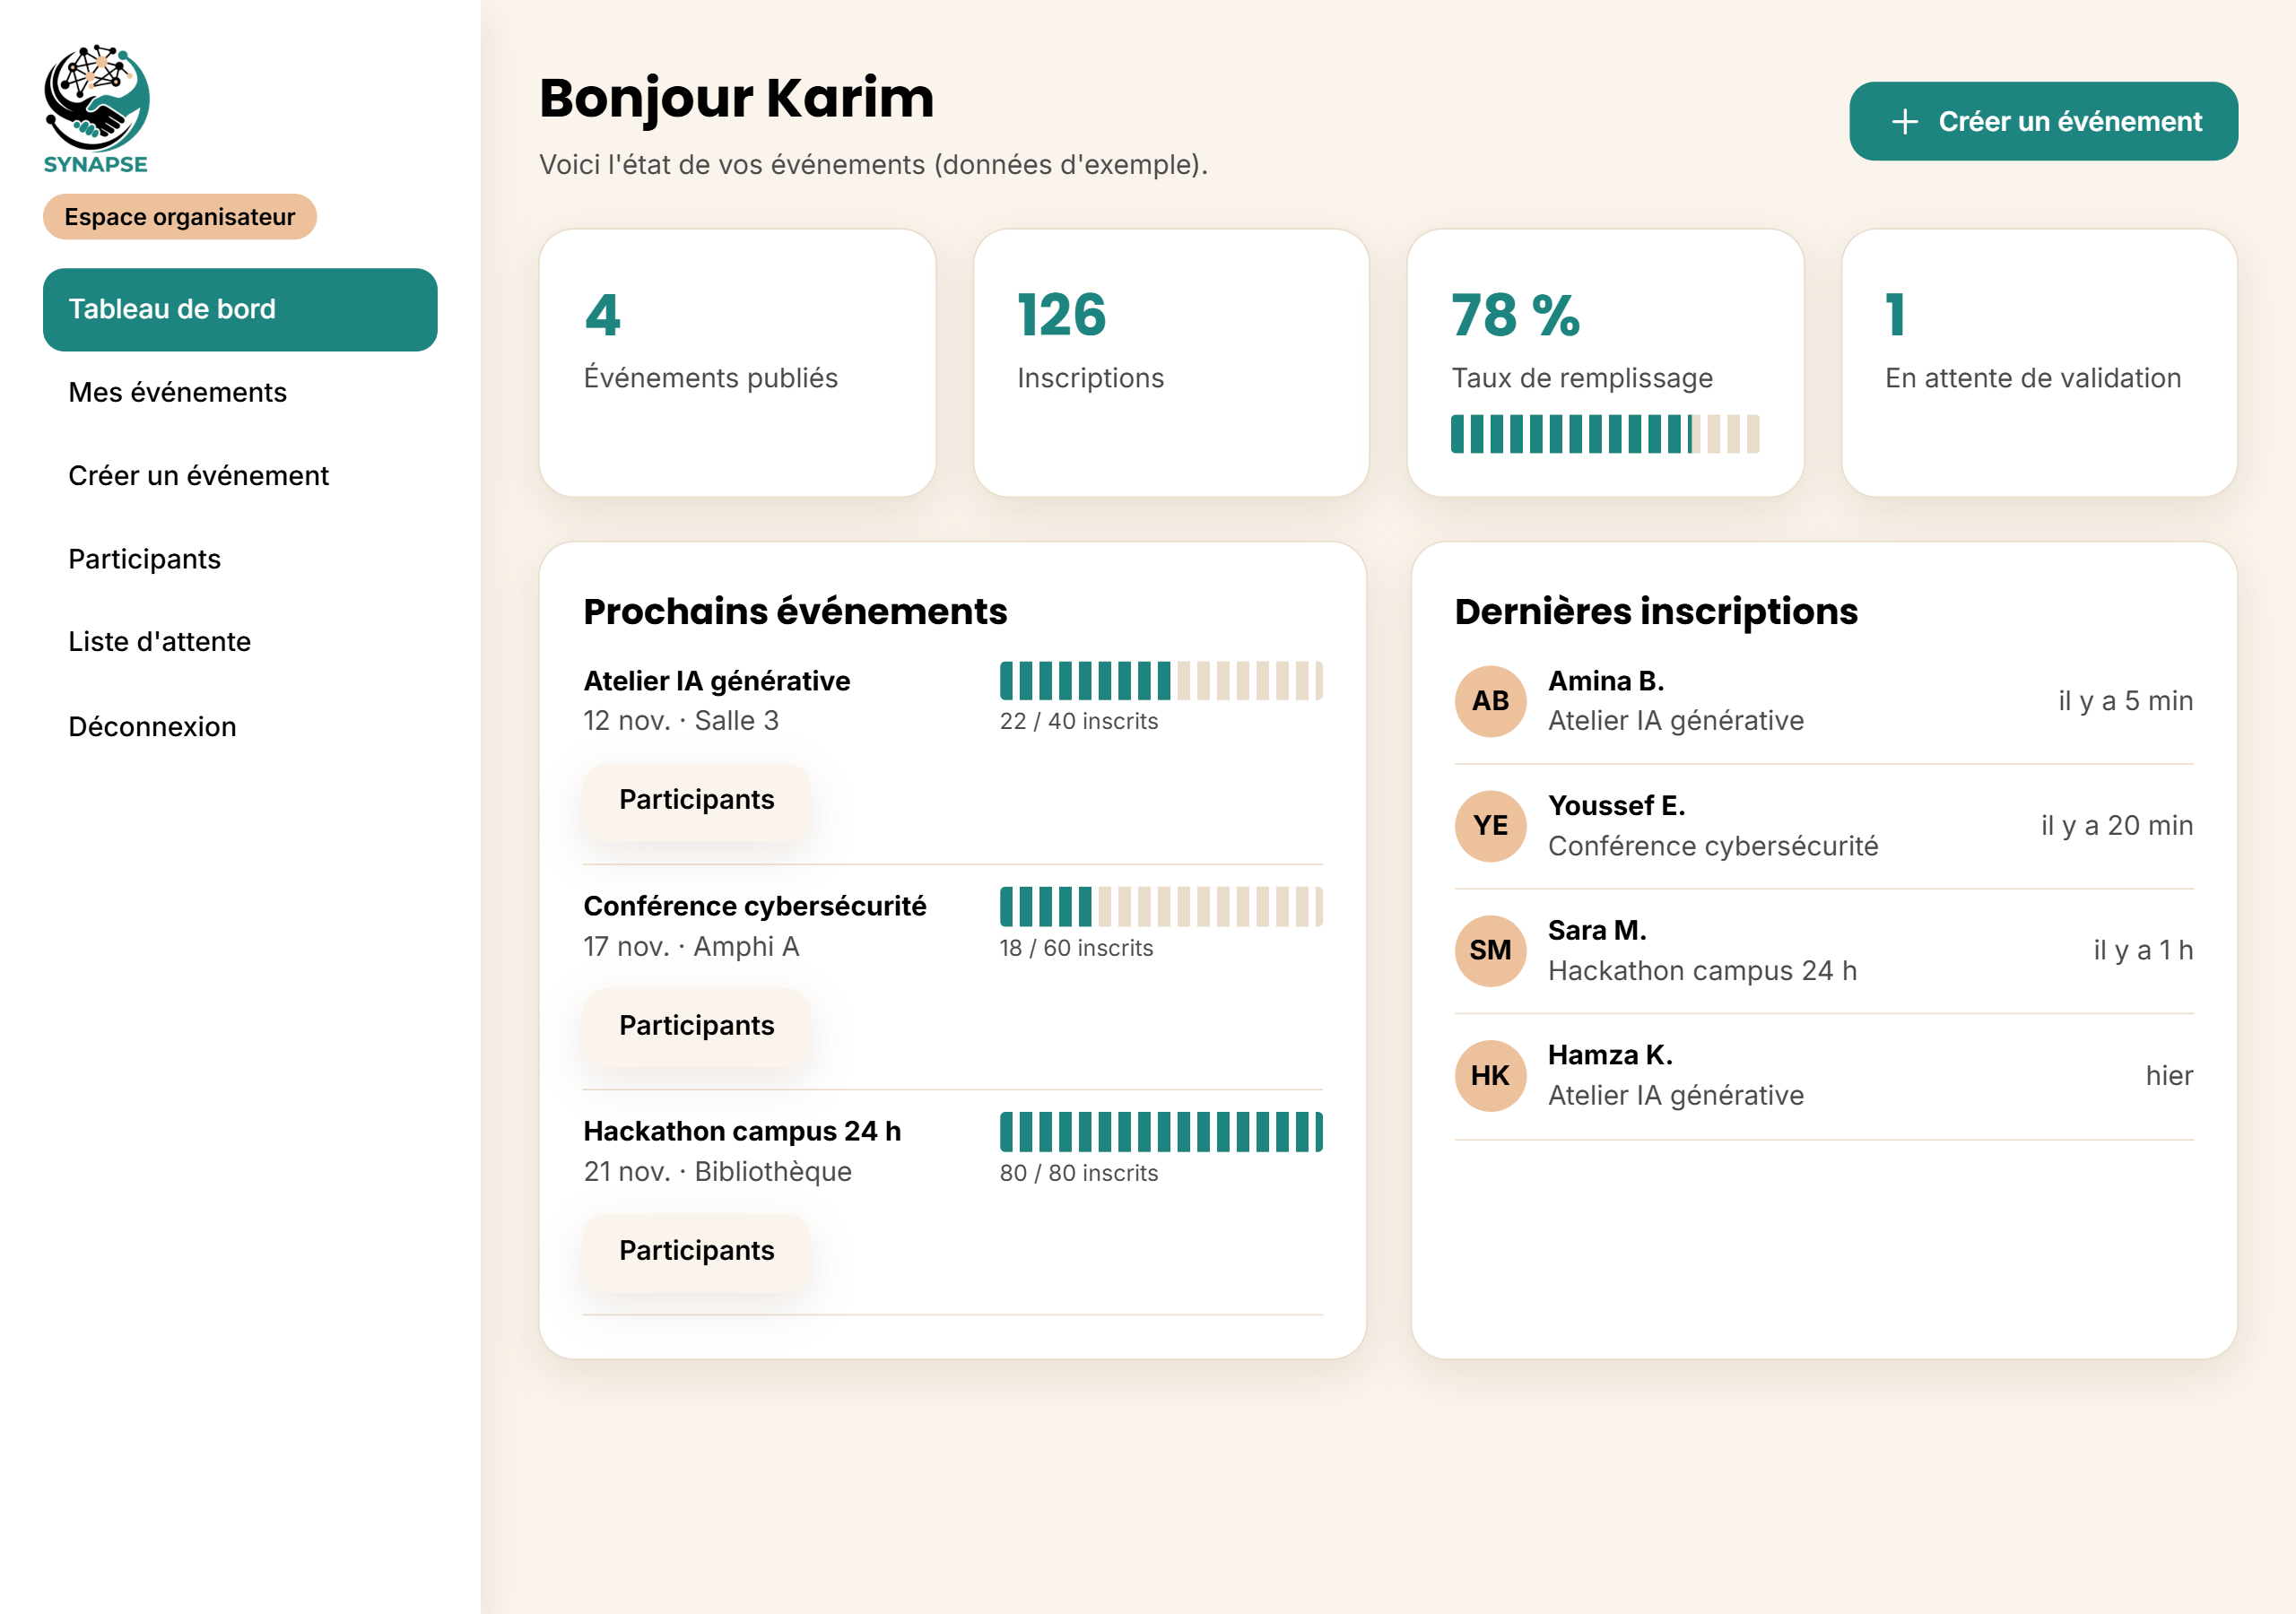 SYNAPSE
Espace organisateur
Tableau de bord
Mes événements
Créer un événement
Participants
Liste d'attente
Déconnexion
Bonjour Karim
Voici l'état de vos événements (données d'exemple).
Créer un événement
4
Événements publiés
126
Inscriptions
78 %
Taux de remplissage
1
En attente de validation
Prochains événements
Atelier IA générative
12 nov. · Salle 3
22 / 40 inscrits
Participants
Conférence cybersécurité
17 nov. · Amphi A
18 / 60 inscrits
Participants
Hackathon campus 24 h
21 nov. · Bibliothèque
80 / 80 inscrits
Participants
Dernières inscriptions
AB
Amina B.
Atelier IA générative
il y a 5 min
YE
Youssef E.
Conférence cybersécurité
il y a 20 min
SM
Sara M.
Hackathon campus 24 h
il y a 1 h
HK
Hamza K.
Atelier IA générative
hier